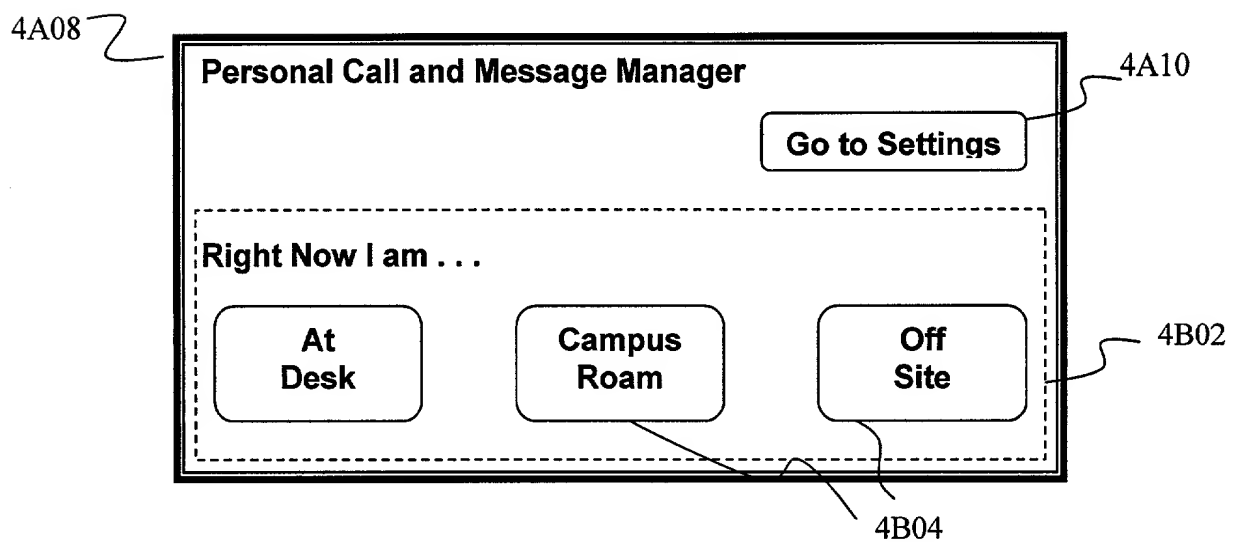 4A08
Personal Call and Message Manager
4A10
Go to Settings
Right Now I am . . .
At
Desk
Campus
Roam
Off
Site
4B02
4B04